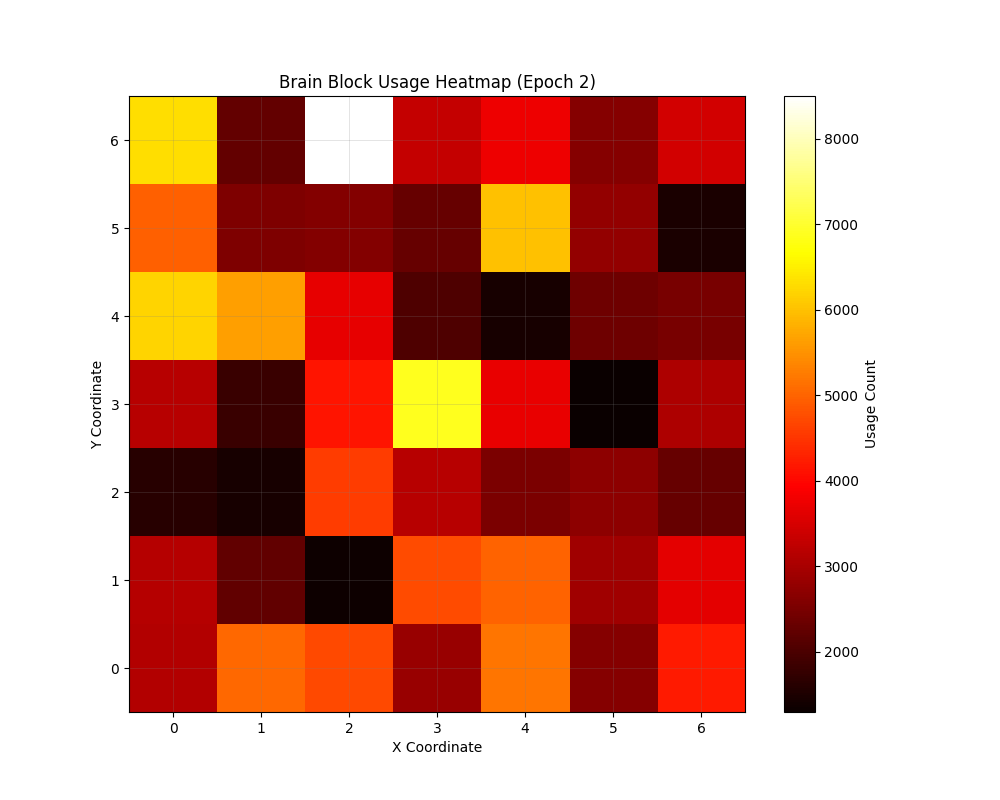 Brain Block Usage Heatmap (Epoch 2)
Y Coordinate
6
5
4
3
2
1
0
0 1 2 3 4 5 6
X Coordinate
8000
7000
6000
5000
4000
3000
2000
Usage Count